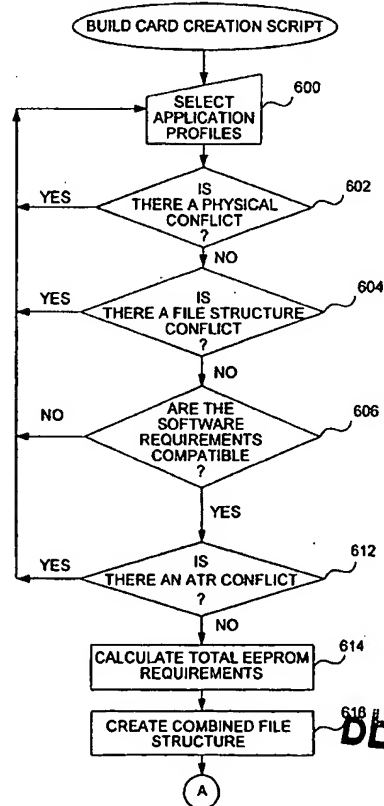 BUILD CARD CREATION SCRIPT
SELECT
APPLICATION
PROFILES
600
IS
THERE A PHYSICAL
CONFLICT
?
602
YES
NO
IS
THERE A FILE STRUCTURE
CONFLICT
?
604
YES
NO
ARE THE
SOFTWARE
REQUIREMENTS
COMPATIBLE
?
606
NO
YES
IS
THERE AN ATR CONFLICT
?
612
YES
NO
CALCULATE TOTAL EEPROM
REQUIREMENTS
614
CREATE COMBINED FILE
STRUCTURE
A